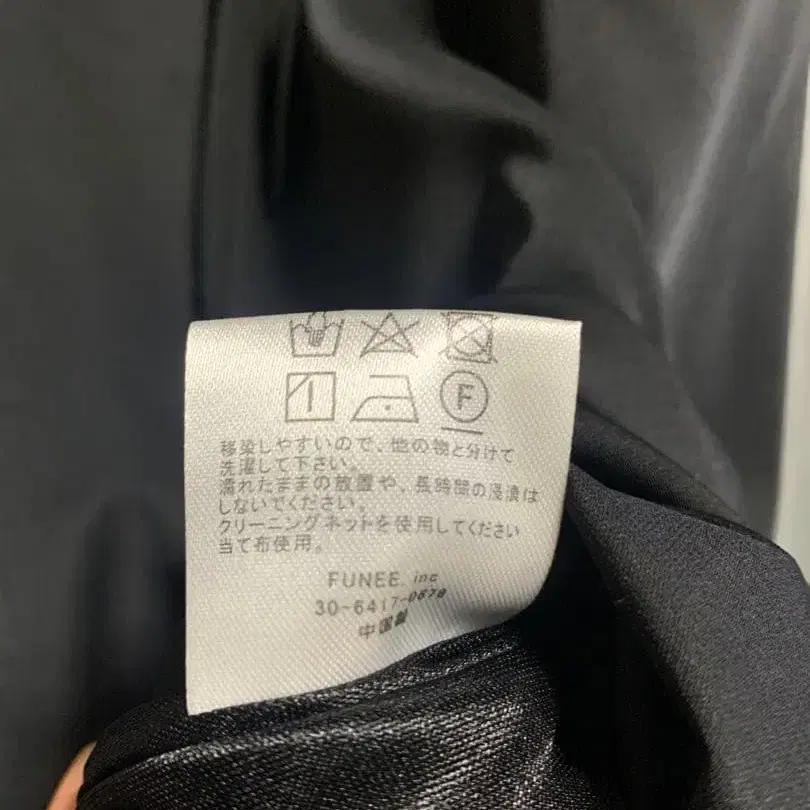 F
移染しやすいので、他の物と分けて
洗濯して下さい。
濡れたままの放置や、長時間の浸漬は
しないでください。
クリーニングネットを使用してください
当て布使用。
FUNEE. inc
30-6417-0678
中国製